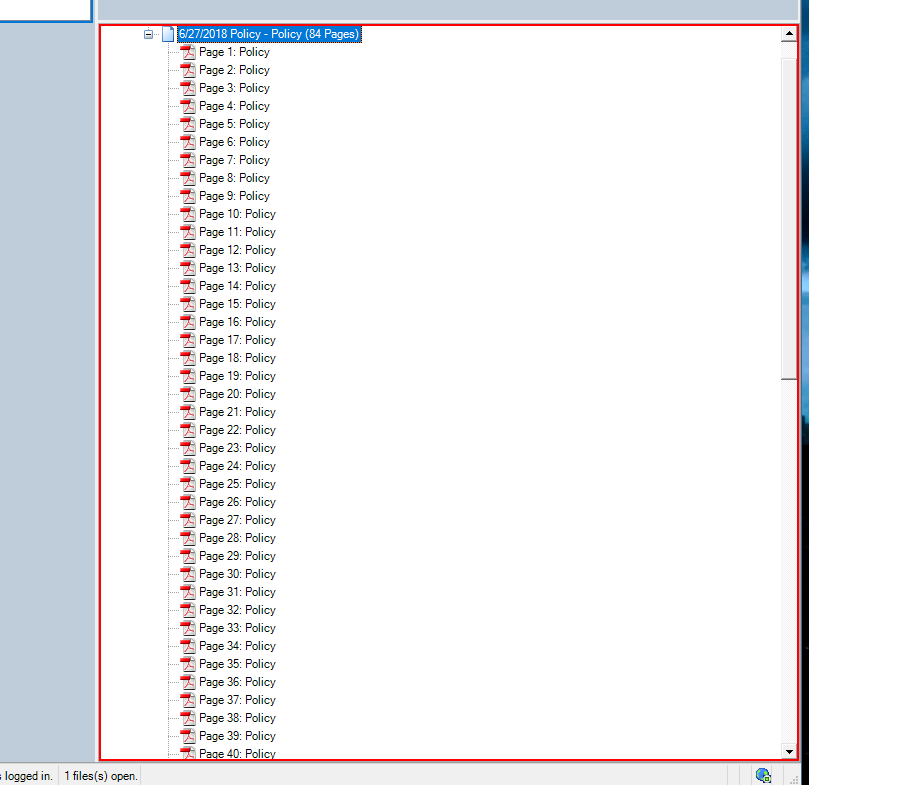 6/27/2018 Policy - Policy (84 Pages)
Page 1: Policy
Page 2: Policy
Page 3: Policy
Page 4: Policy
Page 5: Policy
Page 6: Policy
Page 7: Policy
Page 8: Policy
Page 9: Policy
Page 10: Policy
Page 11: Policy
Page 12: Policy
Page 13: Policy
Page 14: Policy
Page 15: Policy
Page 16: Policy
Page 17: Policy
Page 18: Policy
Page 19: Policy
Page 20: Policy
Page 21: Policy
Page 22: Policy
Page 23: Policy
Page 24: Policy
Page 25: Policy
Page 26: Policy
Page 27: Policy
Page 28: Policy
Page 29: Policy
Page 30: Policy
Page 31: Policy
Page 32: Policy
Page 33: Policy
Page 34: Policy
Page 35: Policy
Page 36: Policy
Page 37: Policy
Page 38: Policy
Page 39: Policy
Page 40: Policy
s logged in. 1 files(s) open.